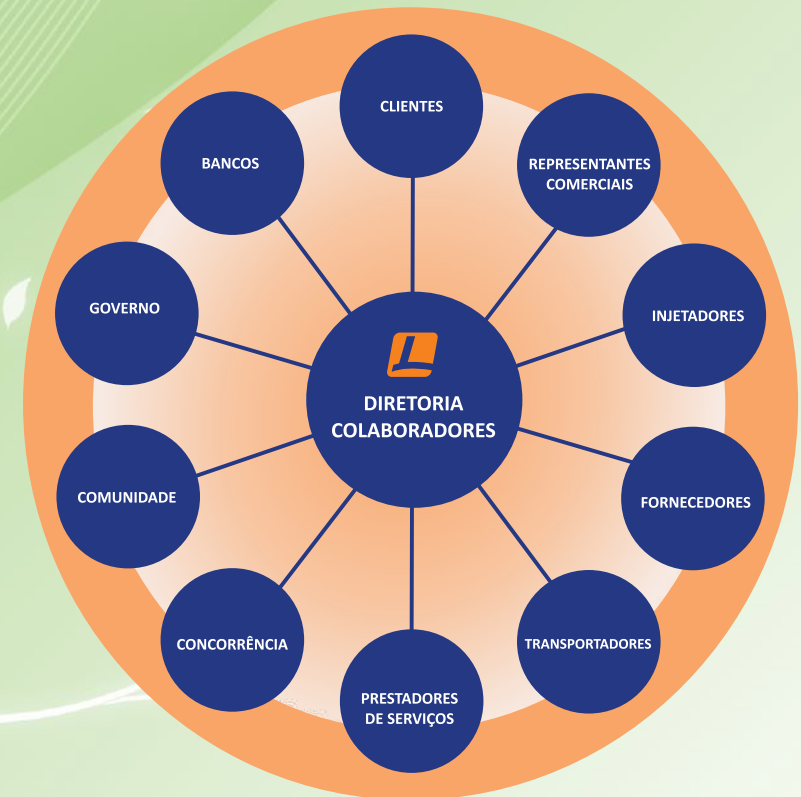 CLIENTES
REPRESENTANTES
COMERCIAIS
INJETADORES
FORNECEDORES
TRANSPORTADORES
PRESTADORES
DE SERVIÇOS
CONCORRÊNCIA
COMUNIDADE
GOVERNO
BANCOS
L
DIRETORIA
COLABORADORES